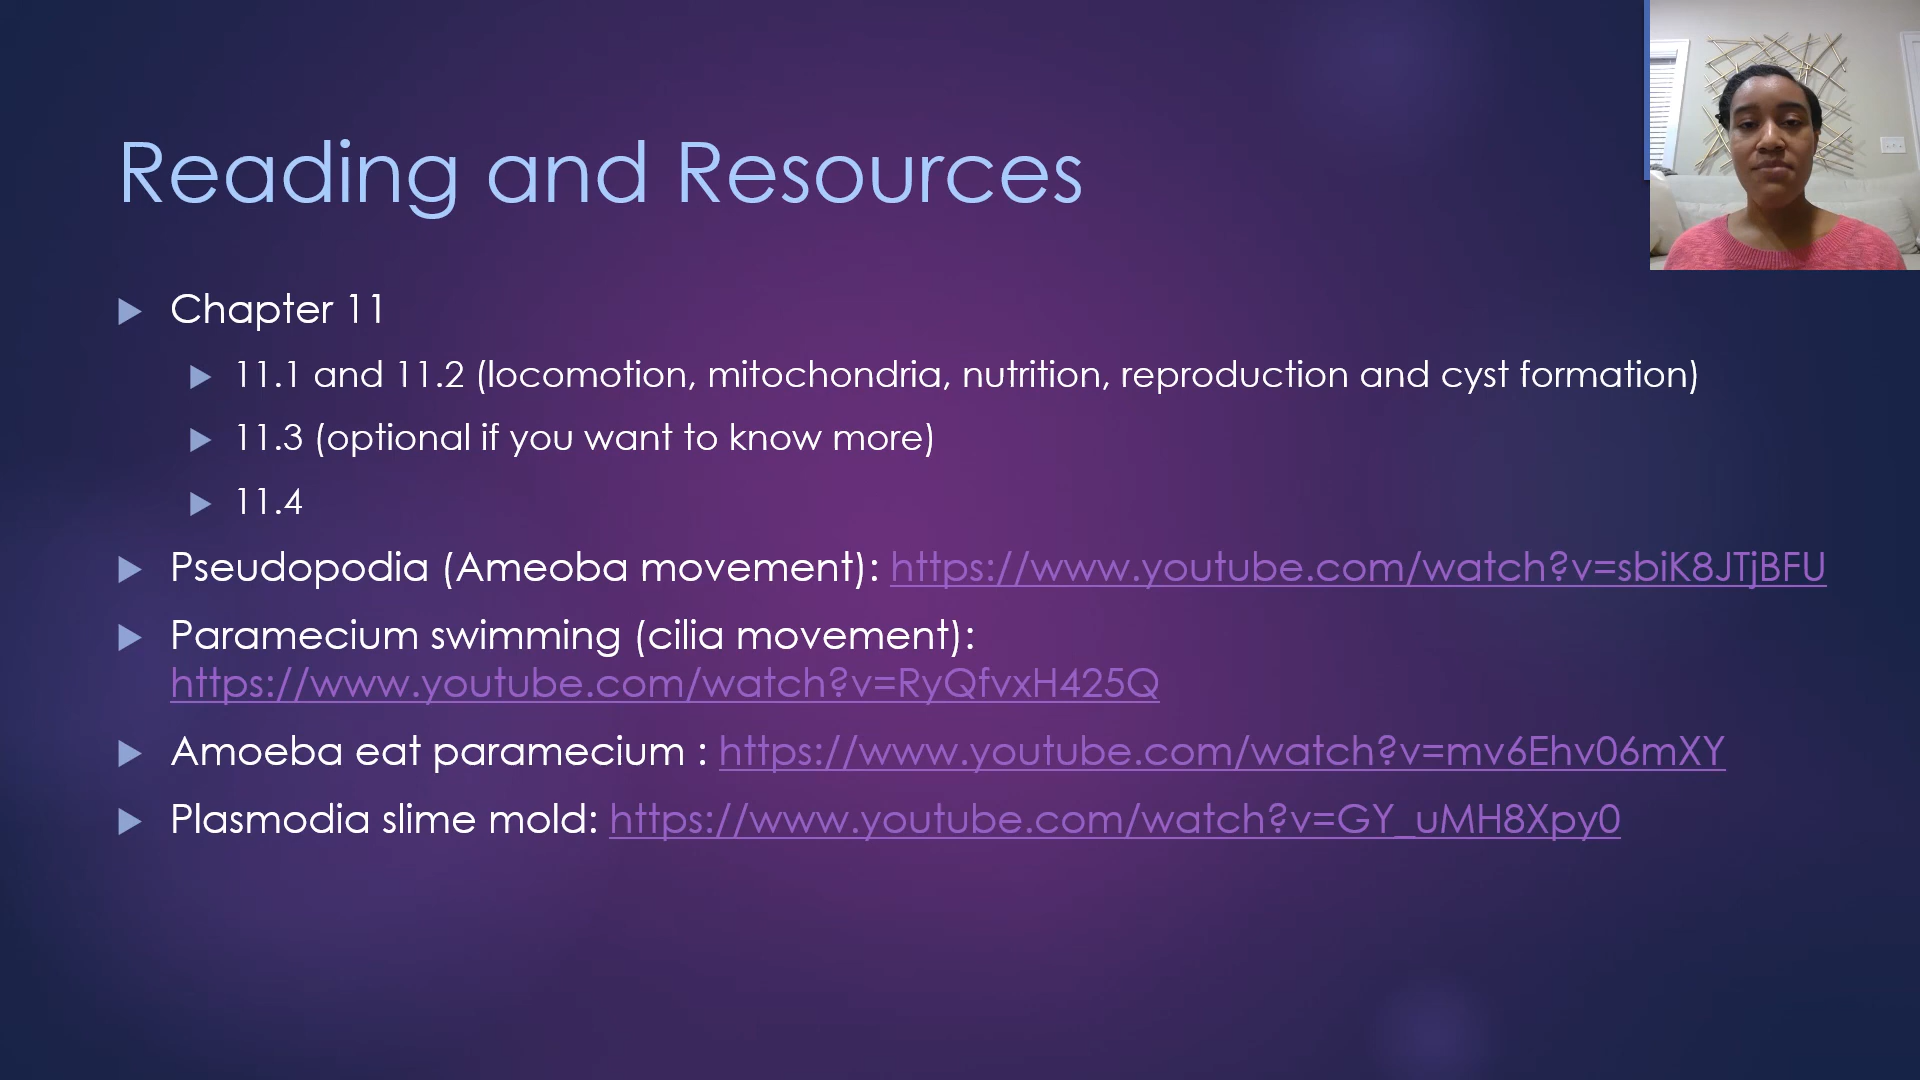 Reading and Resources
Chapter 11
11.1 and 11.2 (locomotion, mitochondria, nutrition, reproduction and cyst formation)
11.3 (optional if you want to know more)
11.4
Pseudopodia (Ameoba movement): https://www.youtube.com/watch?v=sbiK8JTjBFU
Paramecium swimming (cilia movement):
https://www.youtube.com/watch?v=RyQfvxH425Q
Amoeba eat paramecium : https://www.youtube.com/watch?v=mv6Ehv06mXY
Plasmodia slime mold: https://www.youtube.com/watch?v=GY_uMH8Xpy0